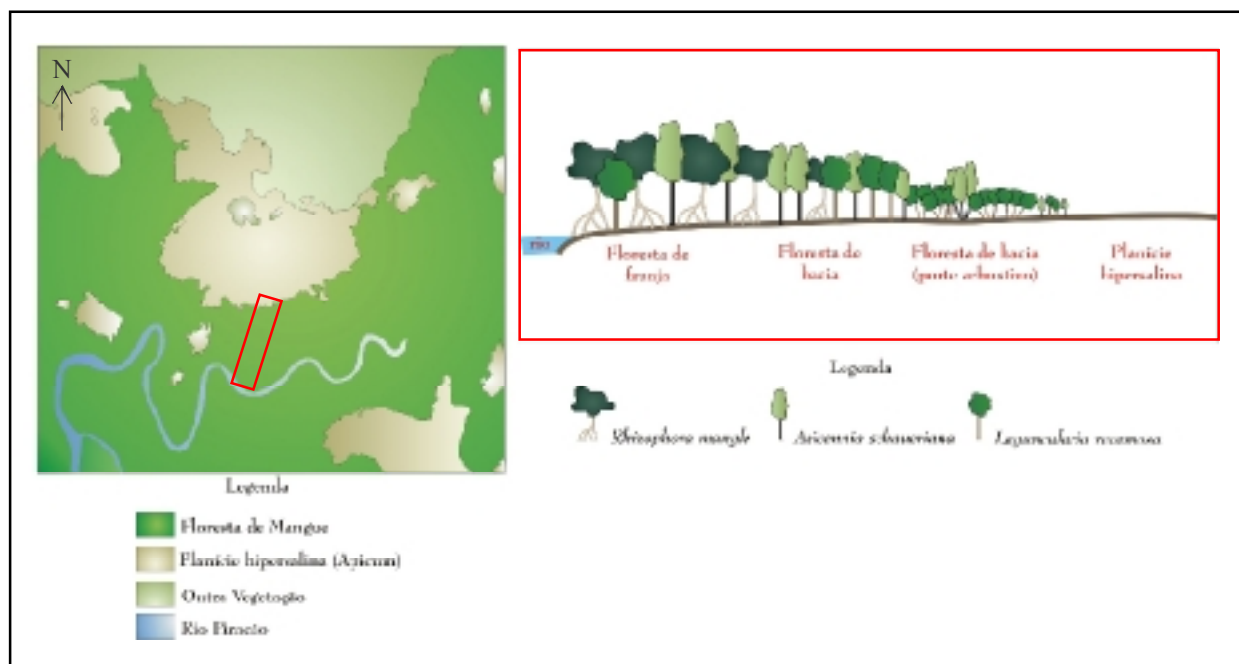 N
rio
Floresta de
franja
Floresta de
bacia
Floresta de bacia
(porte arbustivo)
Planície
hipersalina
Legenda
Rhizophora mangle
Avicennia schaueriana
Laguncularia racemosa
Legenda
Floresta de Mangue
Planície hipersalina (Apicum)
Outra Vegetação
Rio Piracão